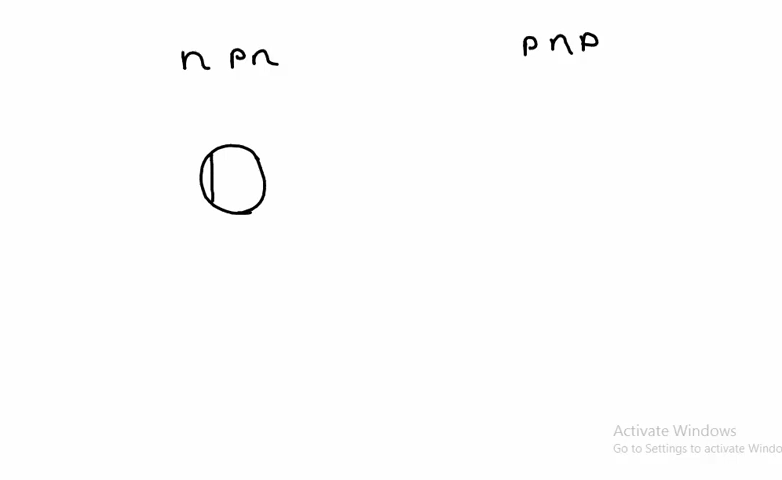 n pn
pnp
Activate Windows
Go to Settings to activate Windo